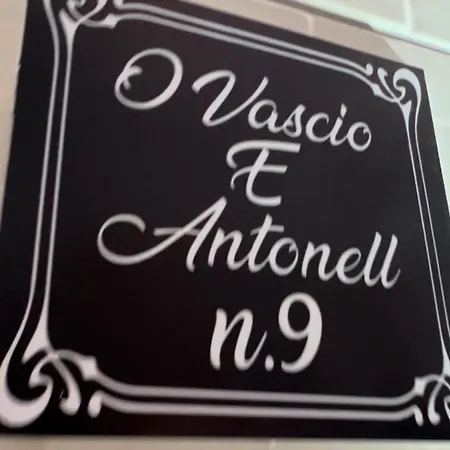 O Vascio
E
Antonell
n.9